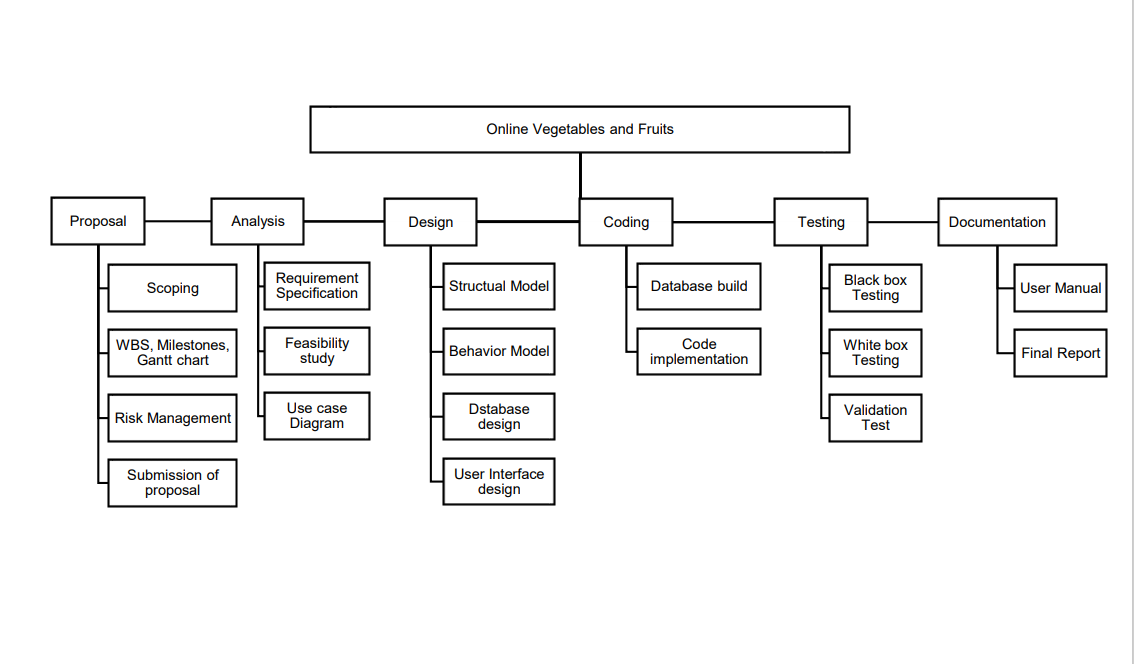 Online Vegetables and Fruits
Proposal
Analysis
Design
Coding
Testing
Documentation
Scoping
WBS, Milestones,
Gantt chart
Risk Management
Submission of
proposal
Requirement
Specification
Feasibility
study
Use case
Diagram
Structual Model
Behavior Model
Dstabase
design
User Interface
design
Database build
Code
implementation
Black box
Testing
White box
Testing
Validation
Test
User Manual
Final Report